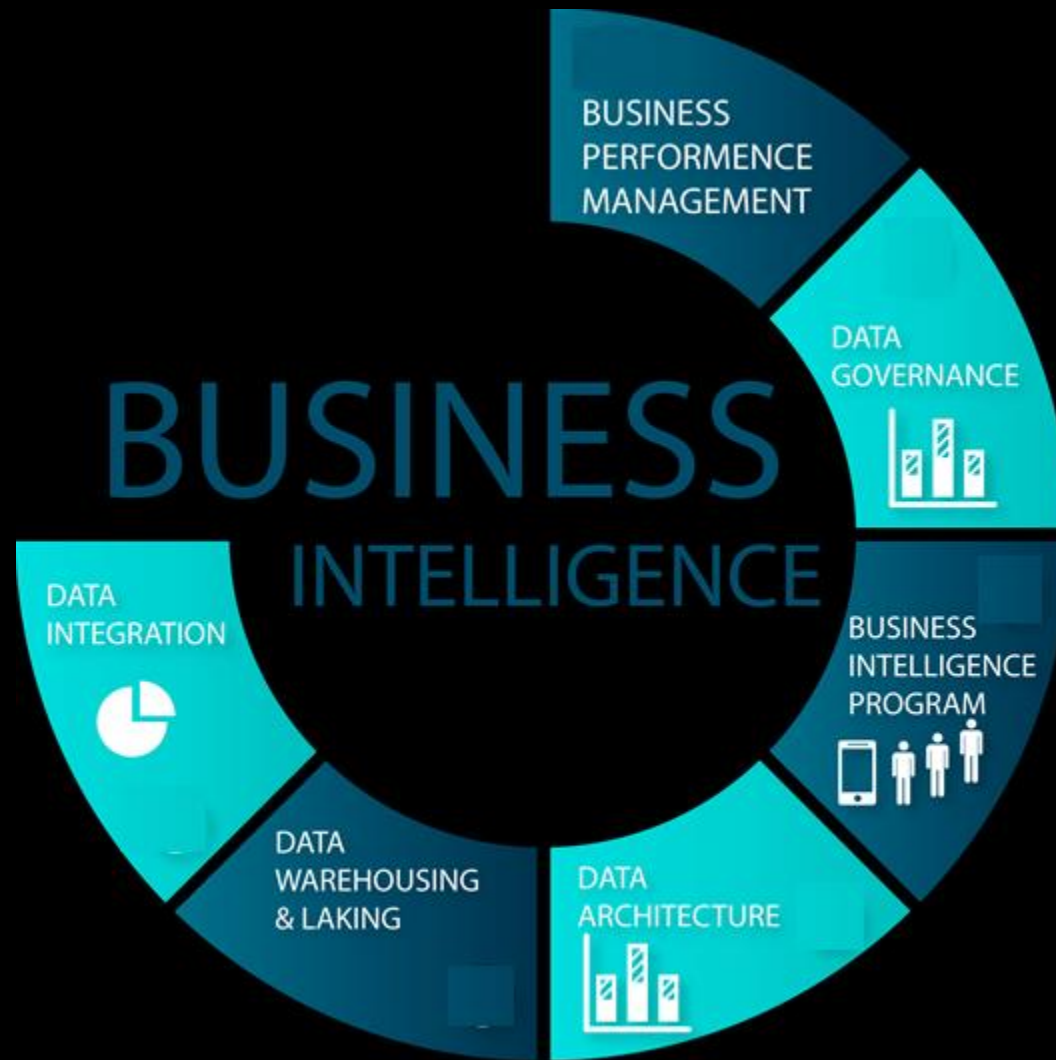 BUSINESS
PERFORMENCE
MANAGEMENT
DATA
GOVERNANCE
BUSINESS
INTELLIGENCE
BUSINESS
INTELLIGENCE
PROGRAM
DATA
ARCHITECTURE
DATA
WAREHOUSING
& LAKING
DATA
INTEGRATION